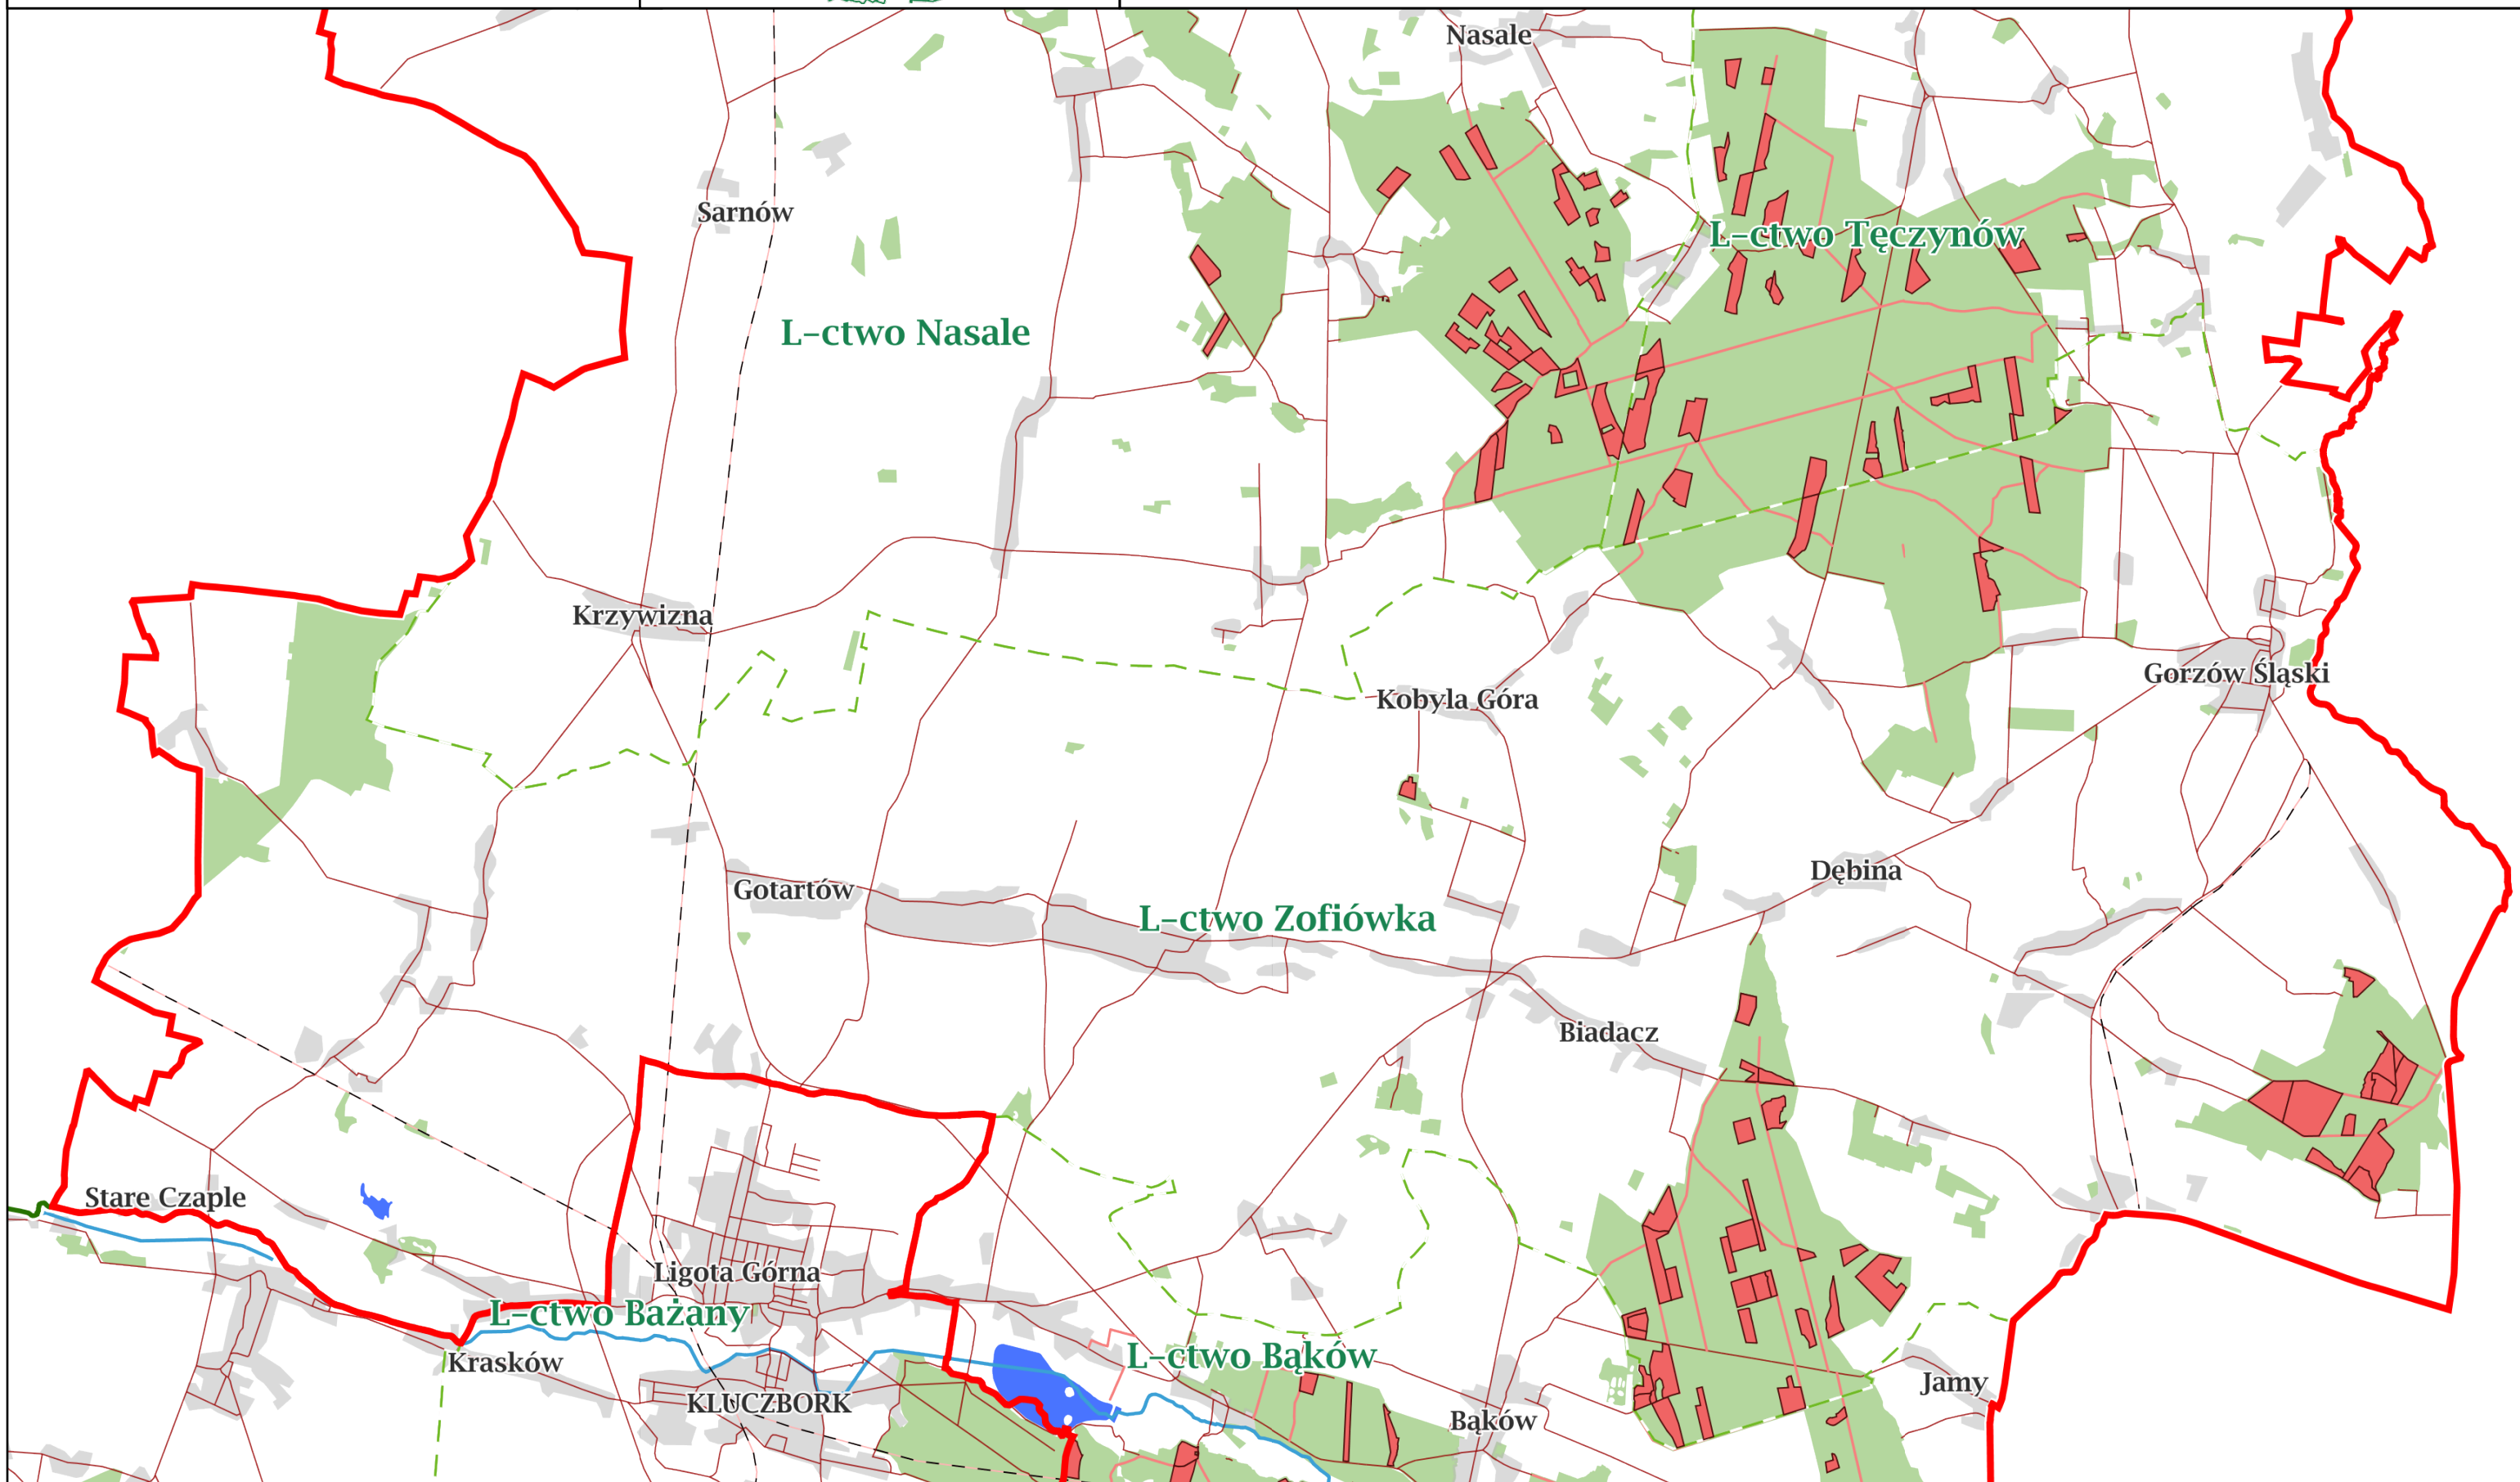 Nasale
Sarnów
L-ctwo Tęczynów
L-ctwo Nasale
Krzywizna
Gorzów Śląski
Kobyla Góra
Dębina
Gotartów
L-ctwo Zofiówka
Biadacz
Stare Czaple
Ligota Górna
L-ctwo Bażany
L-ctwo Bąków
Krasków
Jamy
KLUCZBORK
Bąków